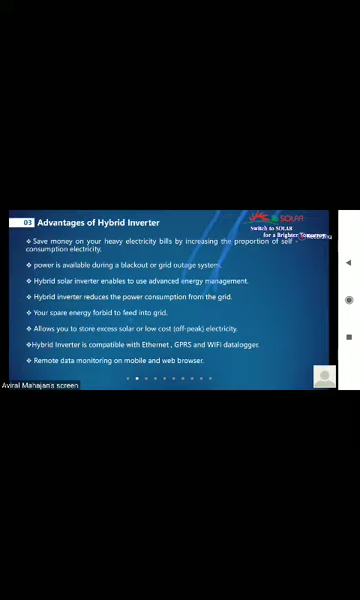 03 Advantages of Hybrid Inverter
SOLAR
Switch to SOLAR
for a Brighter Tomorrow
Recording
❖ Save money on your heavy electricity bills by increasing the proportion of self -
consumption electricity.
❖ power is available during a blackout or grid outage system.
❖ Hybrid solar inverter enables to use advanced energy management.
❖ Hybrid inverter reduces the power consumption from the grid.
❖ Your spare energy forbid to feed into grid.
❖ Allows you to store excess solar or low cost (off-peak) electricity.
❖Hybrid Inverter is compatible with Ethernet , GPRS and WIFI datalogger.
❖ Remote data monitoring on mobile and web browser.
Aviral Mahajan's screen